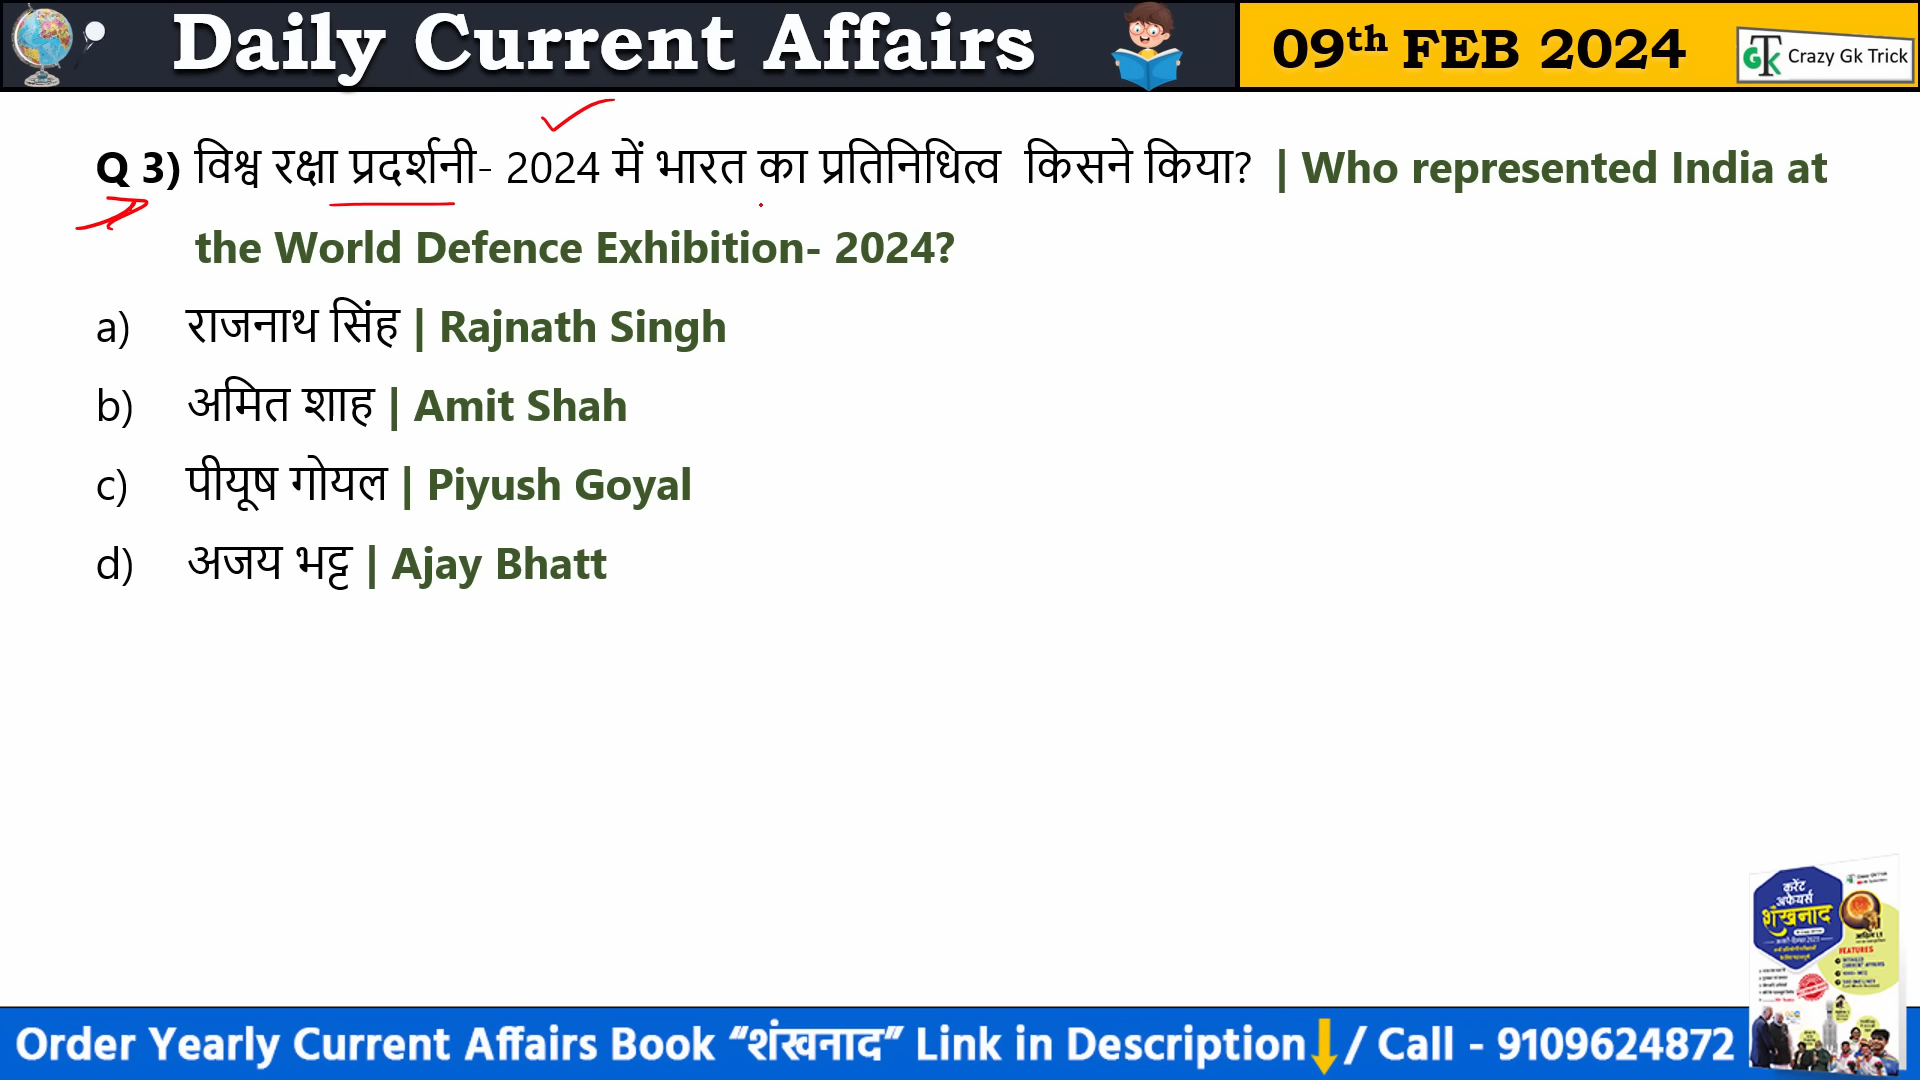 Daily Current Affairs
09th FEB 2024
Crazy Gk Trick
Q 3) विश्व रक्षा प्रदर्शनी- 2024 में भारत का प्रतिनिधित्व किसने किया? | Who represented India at
the World Defence Exhibition- 2024?
a) राजनाथ सिंह | Rajnath Singh
b) अमित शाह | Amit Shah
c) पीयूष गोयल | Piyush Goyal
d) अजय भट्ट | Ajay Bhatt
करेंट
अफेयर्स
शंखनाद
FEATURES
Order Yearly Current Affairs Book “शंखनाद” Link in Description / Call - 9109624872